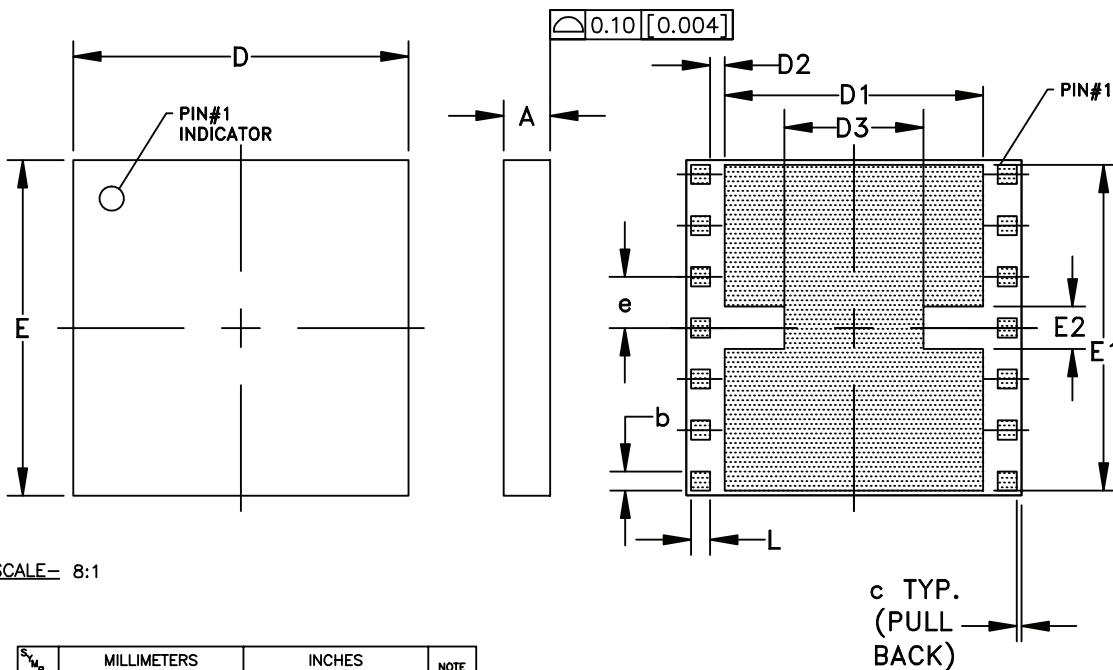 0.10 [0.004]
D
PIN#1
INDICATOR
A
D2
D1
D3
PIN#1
E
e
E2
E1
b
L
SCALE- 8:1
c TYP.
(PULL
BACK)
SYMB MILLIMETERS INCHES NOTE